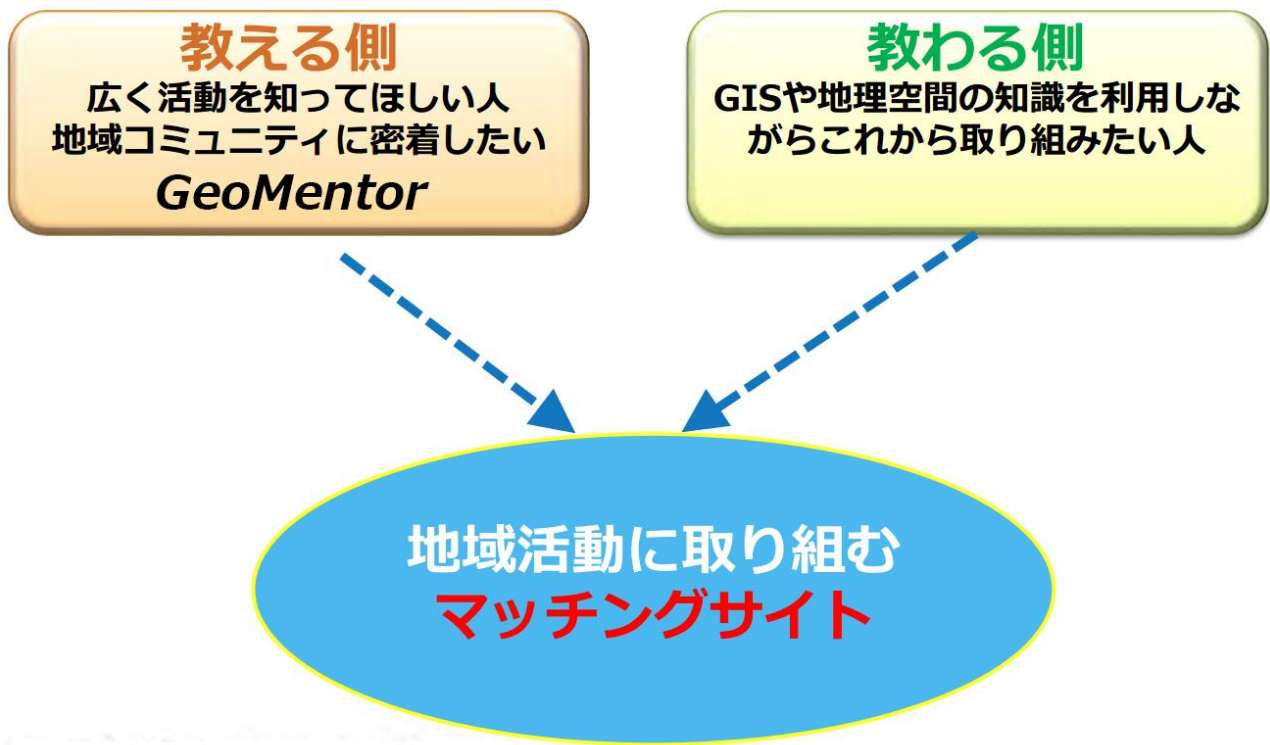 教える側
広く活動を知ってほしい人
地域コミュニティに密着したい
GeoMentor
教わる側
GISや地理空間の知識を利用しな
がらこれから取り組みたい人
地域活動に取り組む
マッチングサイト